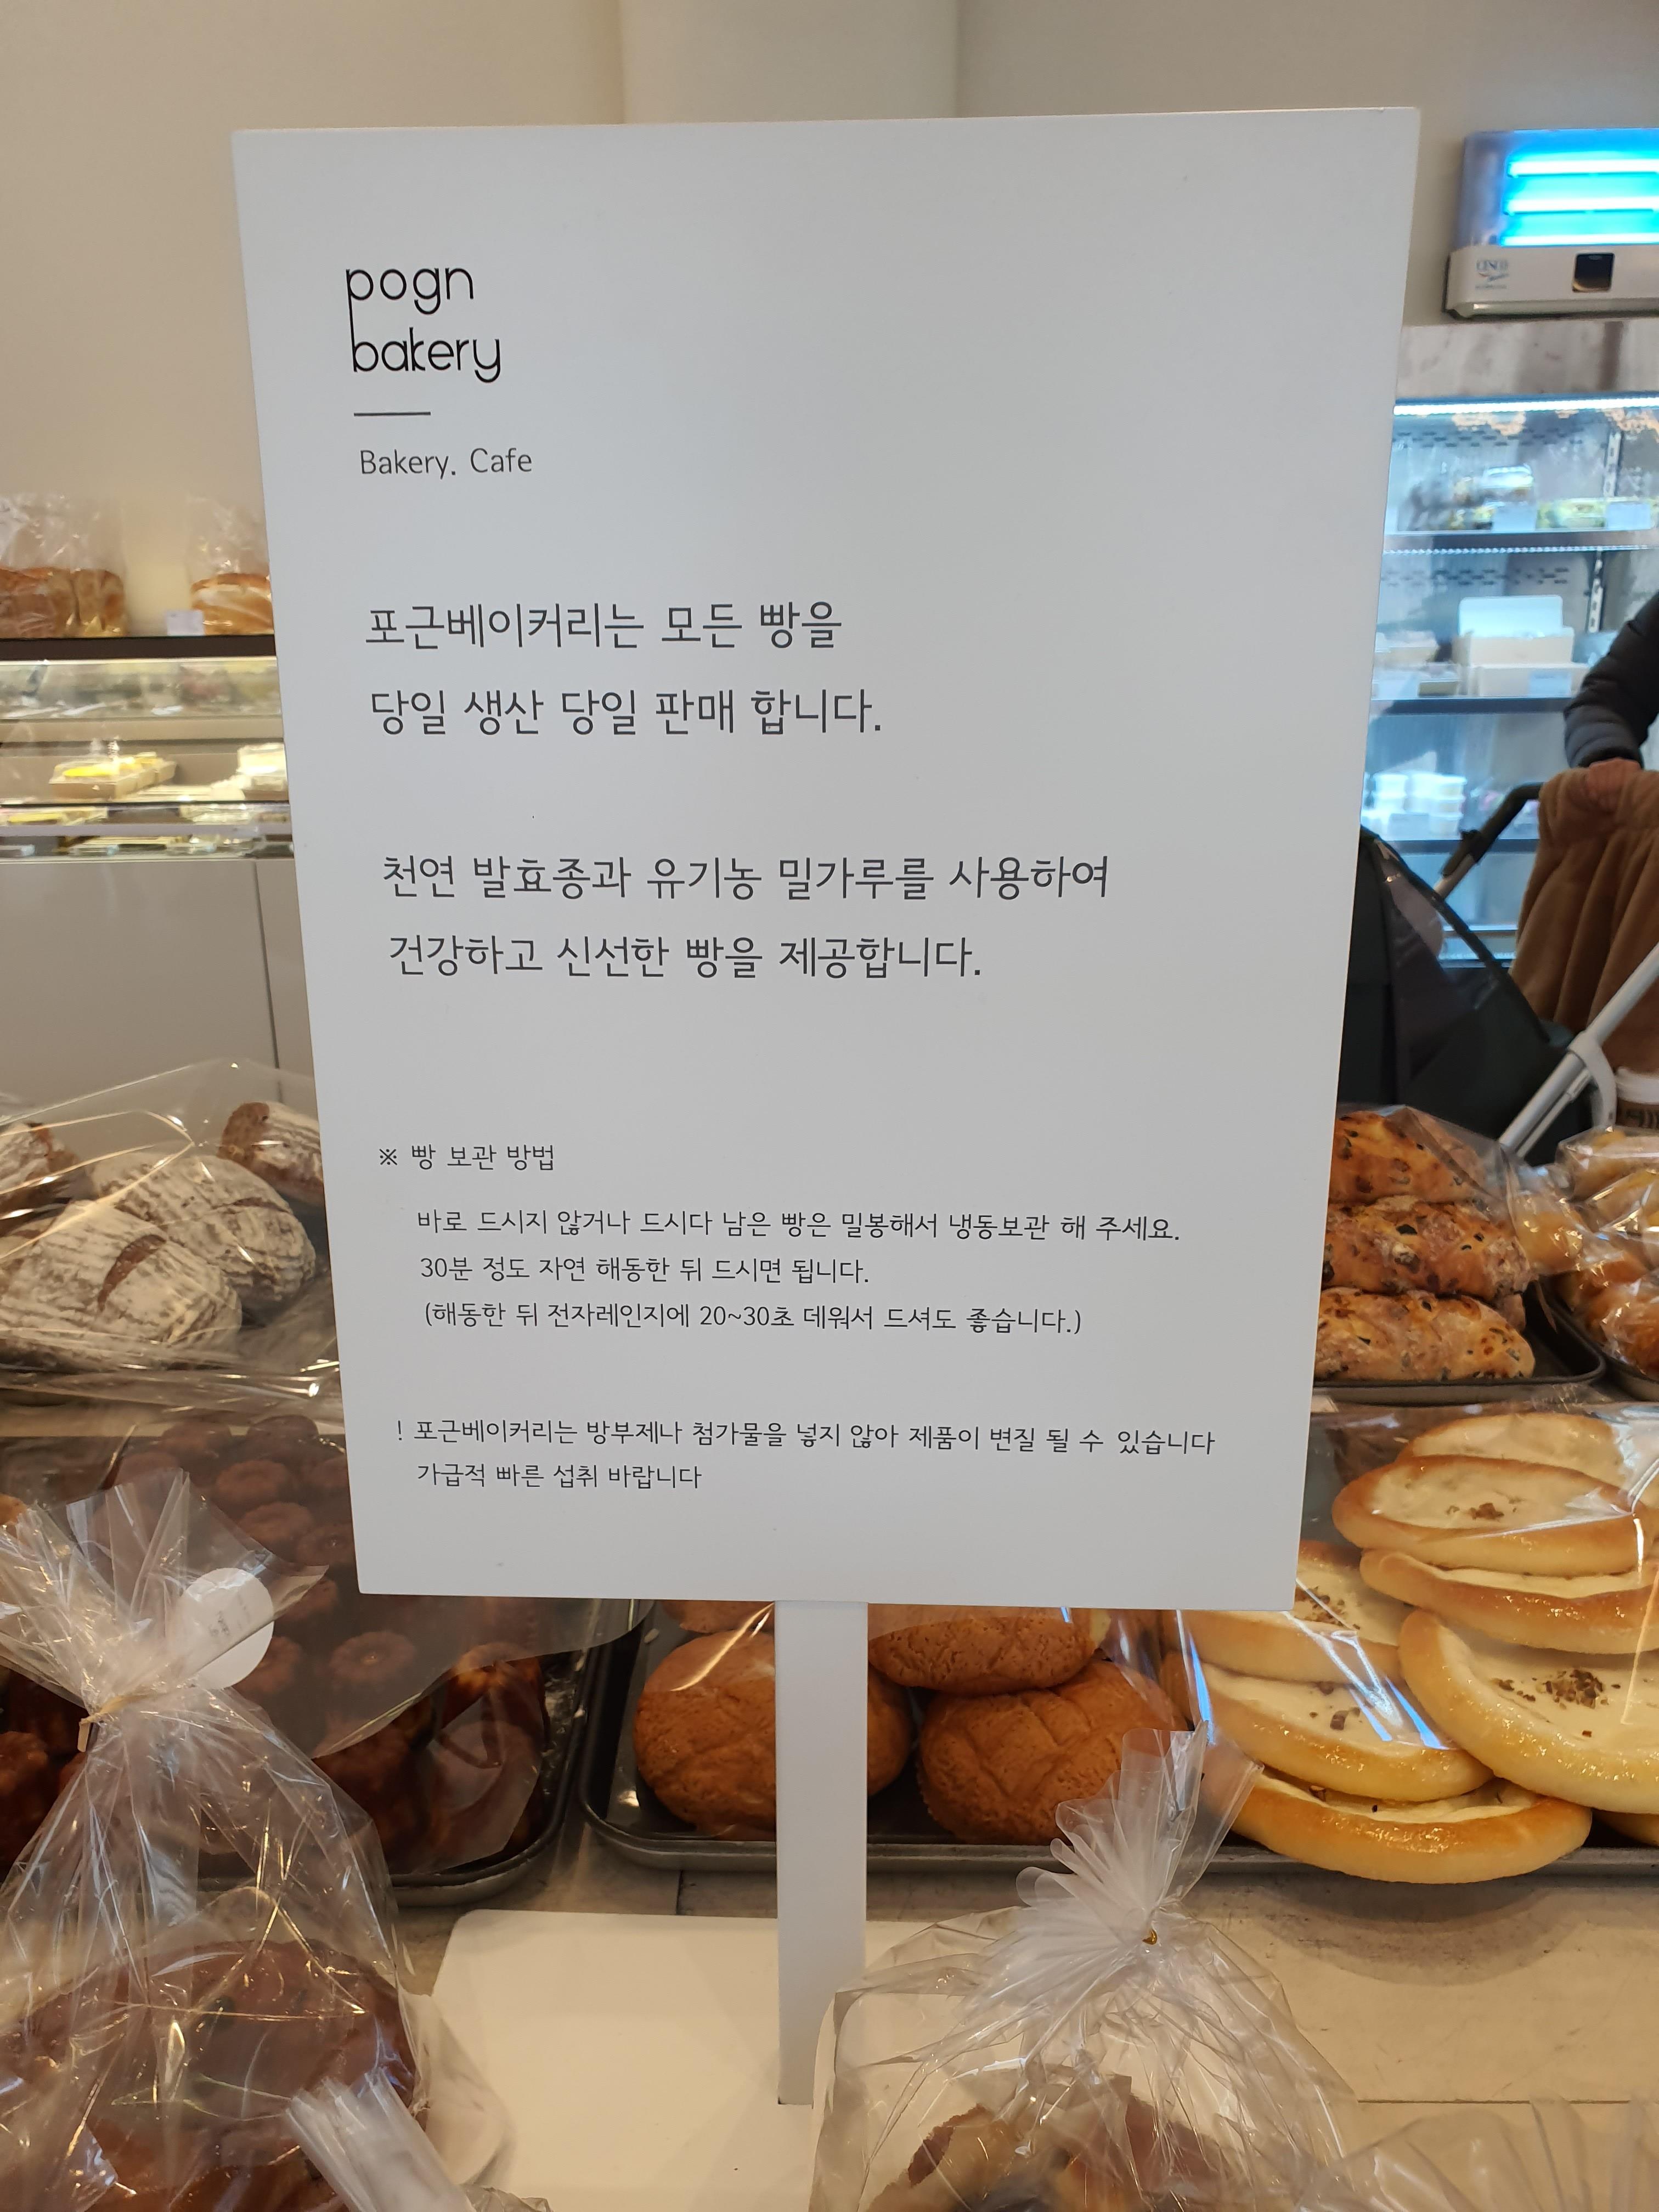 pogn
bakery
Bakery. Cafe
포근베이커리는 모든 빵을
당일 생산 당일 판매 합니다.
천연 발효종과 유기농 밀가루를 사용하여
건강하고 신선한 빵을 제공합니다.
※ 빵 보관 방법
바로 드시지 않거나 드시다 남은 빵은 밀봉해서 냉동보관 해 주세요.
30분 정도 자연 해동한 뒤 드시면 됩니다.
(해동한 뒤 전자레인지에 20~30초 데워서 드셔도 좋습니다.)
! 포근베이커리는 방부제나 첨가물을 넣지 않아 제품이 변질 될 수 있습니다
가급적 빠른 섭취 바랍니다
CESCO